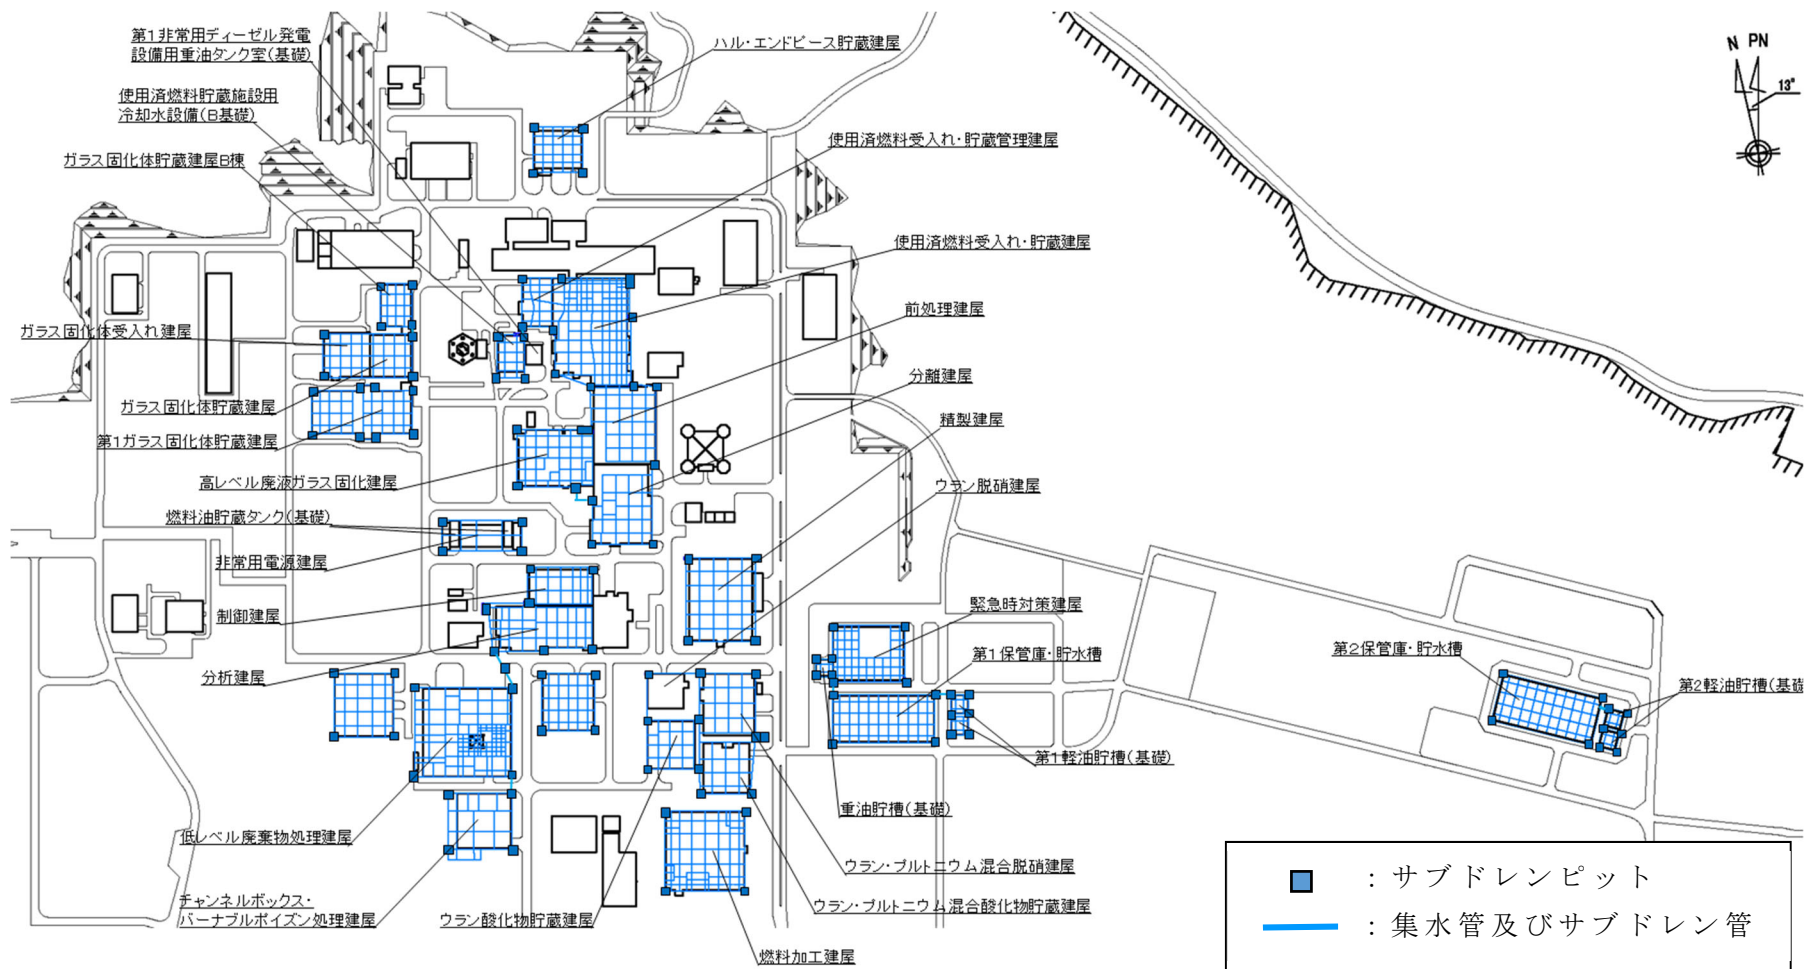 第1非常用ディーゼル発電
設備用重油タンク室(基礎)
ハル・エンドピース貯蔵建屋
使用済燃料貯蔵施設用
冷却水設備(B基礎)
使用済燃料受入れ・貯蔵管理建屋
ガラス固化体貯蔵建屋B棟
使用済燃料受入れ・貯蔵建屋
前処理建屋
ガラス固化体受入れ建屋
分離建屋
ガラス固化体貯蔵建屋
精製建屋
第1ガラス固化体貯蔵建屋
高レベル廃液ガラス固化建屋
ウラン脱硝建屋
燃料油貯蔵タンク(基礎)
非常用電源建屋
制御建屋
緊急時対策建屋
第1保管庫・貯水槽
第2保管庫・貯水槽
分析建屋
第2軽油貯槽(基礎
第1軽油貯槽(基礎)
重油貯槽(基礎)
低レベル廃棄物処理建屋
ウラン・プルトニウム混合脱硝建屋
チャンネルボックス・
バーナブルポイズン処理建屋
ウラン酸化物貯蔵建屋
ウラン・プルトニウム混合酸化物貯蔵建屋
燃料加工建屋
N PN
13°
：サブドレンピット
：集水管及びサブドレン管